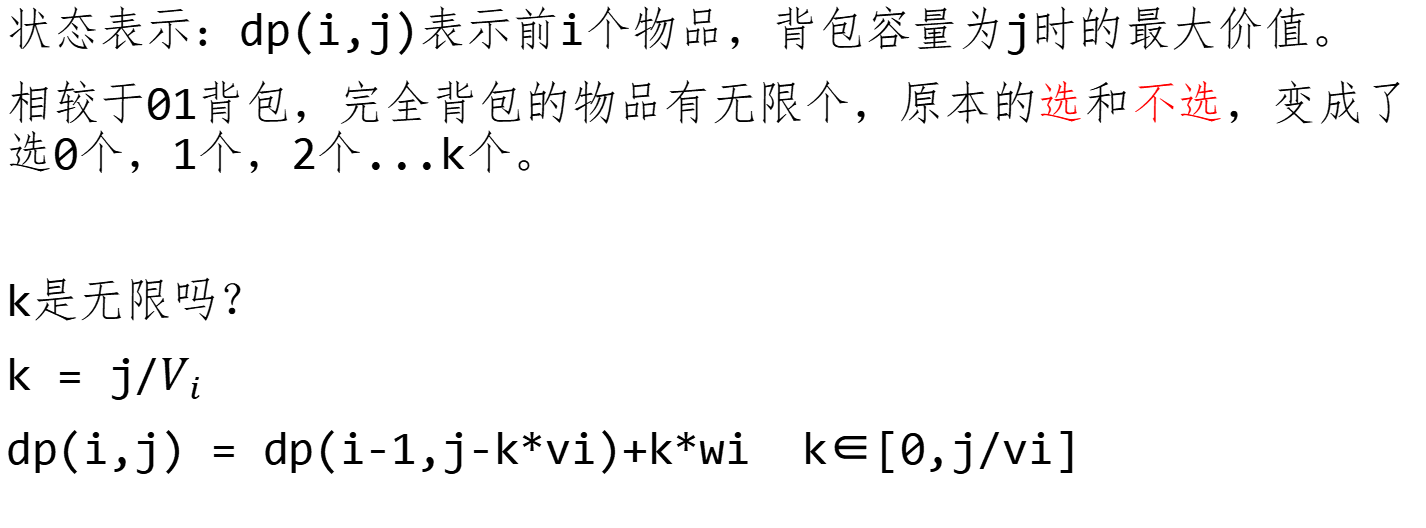 状态表示：dp(i,j)表示前i个物品，背包容量为j时的最大价值。
相较于01背包，完全背包的物品有无限个，原本的选和不选，变成了
选0个，1个，2个...k个。
k是无限吗？
k = j/Vi
dp(i,j) = dp(i-1,j-k*vi)+k*wi  k∈[0,j/vi]